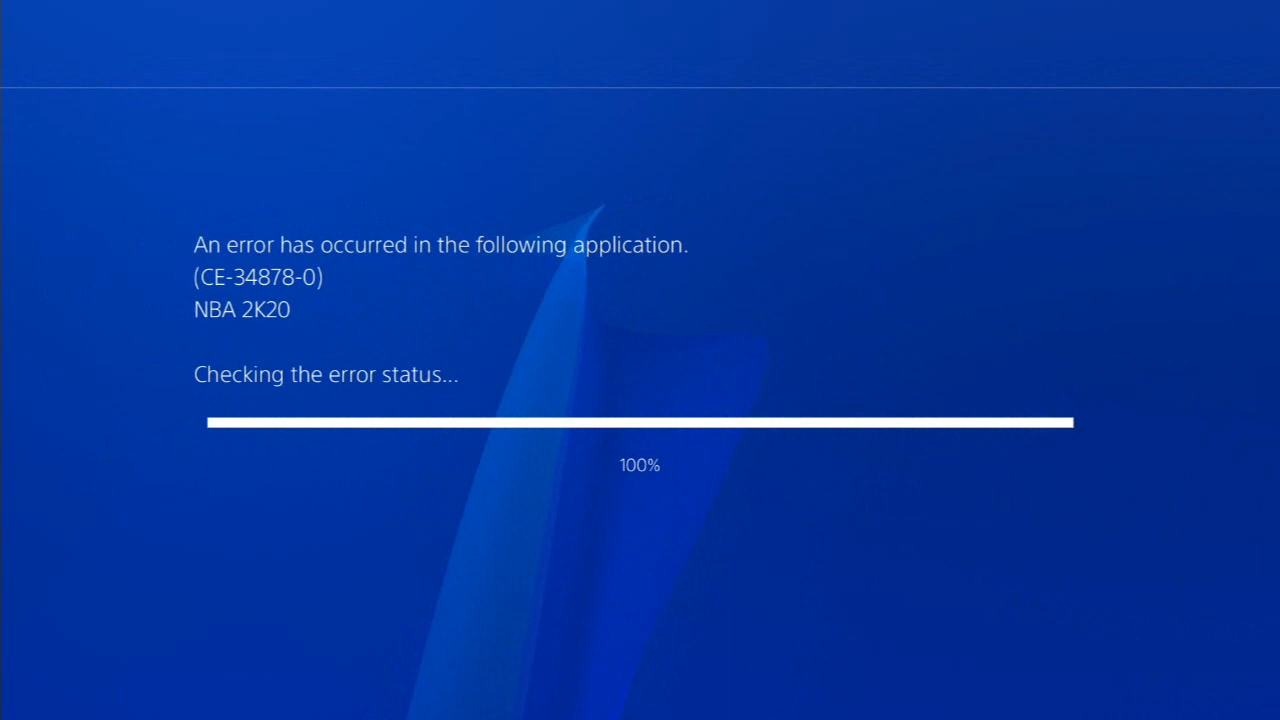 An error has occurred in the following application.
(CE-34878-0)
NBA 2K20
Checking the error status...
100%